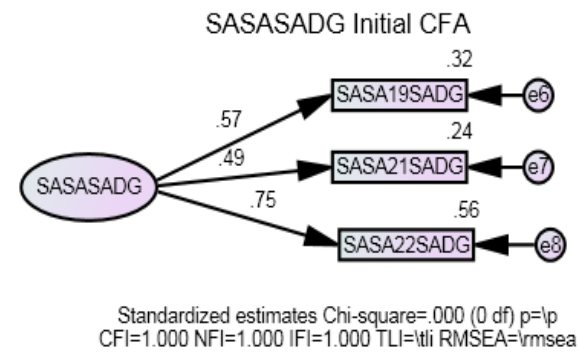 SASASADG Initial CFA
.32
SASA19SADG
e6
.57
.24
.49
SASA21SADG
e7
SASASADG
.75
.56
SASA22SADG
e8
Standardized estimates Chi-square=.000 (0 df) p=\p
CFI=1.000 NFI=1.000 IFI=1.000 TLI=\tli RMSEA=\rmsea